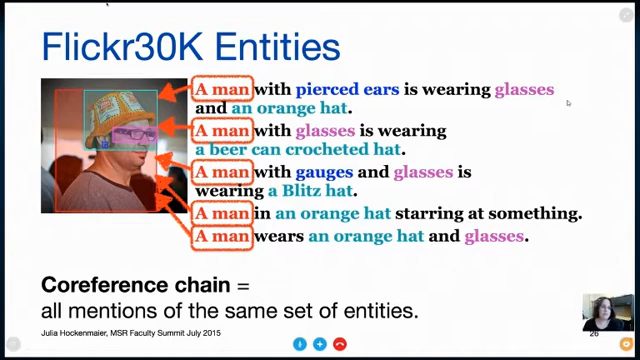 Flickr30K Entities
A man with pierced ears is wearing glasses
and an orange hat.
A man with glasses is wearing
a beer can crocheted hat.
A man with gauges and glasses is
wearing a Blitz hat.
A man in an orange hat starring at something.
A man wears an orange hat and glasses.
Coreference chain =
all mentions of the same set of entities.
Julia Hockenmaier, MSR Faculty Summit July 2015
26